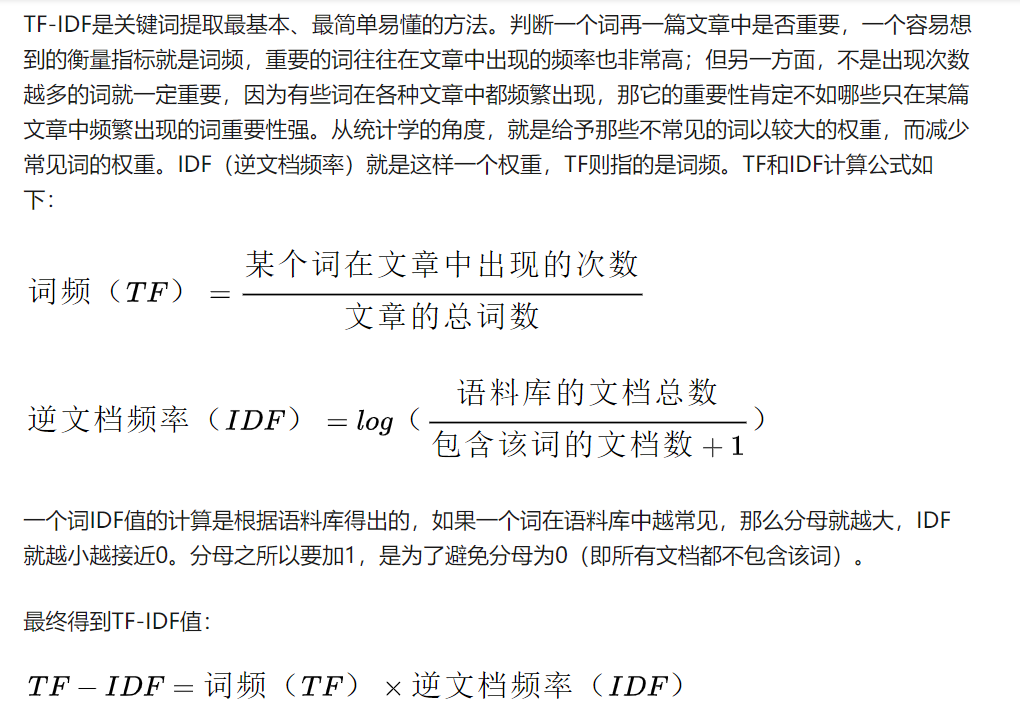 TF-IDF是关键词提取最基本、最简单易懂的方法。判断一个词再一篇文章中是否重要，一个容易想
到的衡量指标就是词频，重要的词往往在文章中出现的频率也非常高；但另一方面，不是出现次数
越多的词就一定重要，因为有些词在各种文章中都频繁出现，那它的重要性肯定不如哪些只在某篇
文章中频繁出现的词重要性强。从统计学的角度，就是给予那些不常见的词以较大的权重，而减少
常见词的权重。IDF（逆文档频率）就是这样一个权重，TF则指的是词频。TF和IDF计算公式如
下：
词频（TF） = 某个词在文章中出现的次数 / 文章的总词数
逆文档频率（IDF） = log（语料库的文档总数 / 包含该词的文档数 + 1）
一个词IDF值的计算是根据语料库得出的，如果一个词在语料库中越常见，那么分母就越大，IDF
就越小越接近0。分母之所以要加1，是为了避免分母为0（即所有文档都不包含该词）。
最终得到TF-IDF值：
TF − IDF = 词频（TF） × 逆文档频率（IDF）